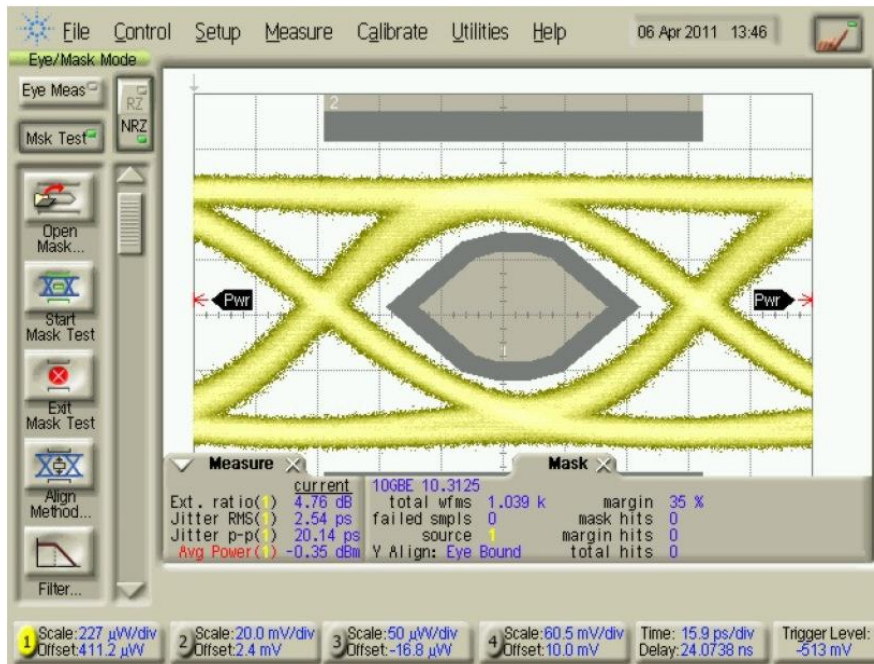 File Control Setup Measure Calibrate Utilities Help 06 Apr 2011 13:46
Eye/Mask Mode
Eye Meas
RZ
NRZ
Msk Test
Open
Mask...
Start
Mask Test
Exit
Mask Test
Align
Method...
Filter...
2
Pwr
Pwr
1
Measure
current
Ext. ratio(1) 4.76 dB
Jitter RMS(1) 2.54 ps
Jitter p-p(1) 20.14 ps
Avg Power(1) -0.35 dBm
Mask
10GBE 10.3125
total wfms 1.039 k margin 35 %
failed smpls 0 mask hits 0
source 1 margin hits 0
Y Align: Eye Bound total hits 0
1 Scale:227 µW/div
Offset:411.2 µW
2 Scale:20.0 mV/div
Offset:2.4 mV
3 Scale:50 µW/div
Offset:-16.8 µW
4 Scale:60.5 mV/div
Offset:10.0 mV
Time: 15.9 ps/div
Delay:24.0738 ns
Trigger Level:
-513 mV